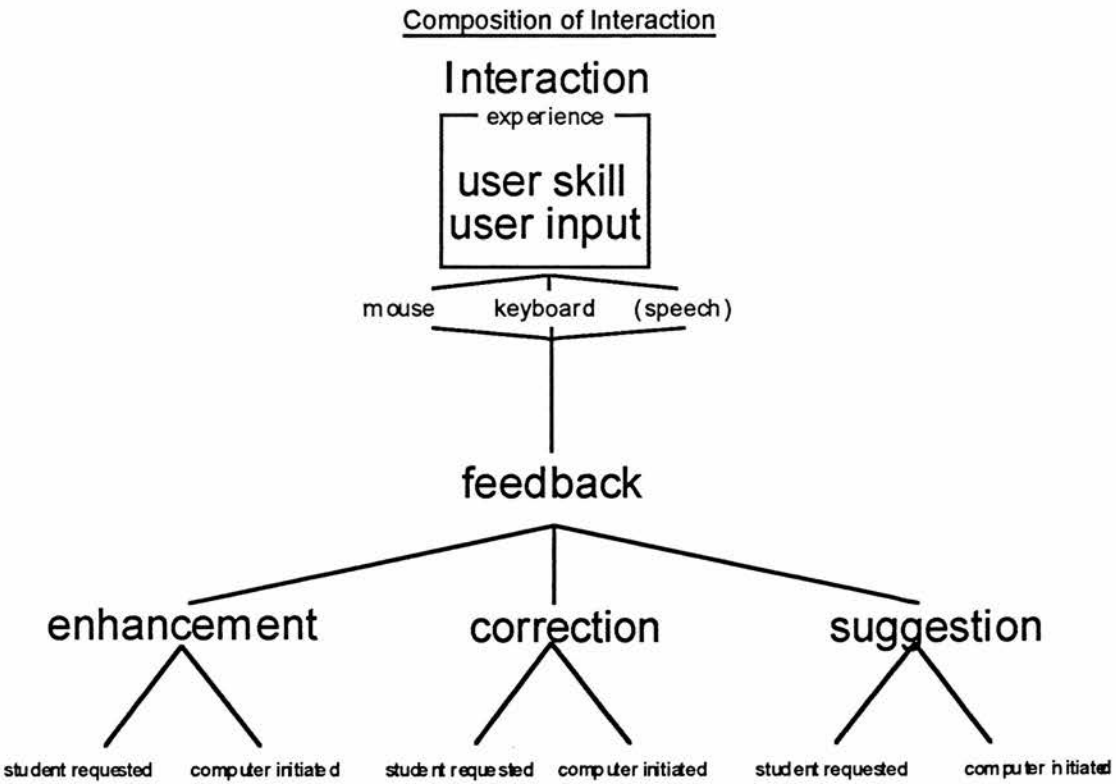 Composition of Interaction
Interaction
experience
user skill
user input
mouse keyboard (speech)
feedback
enhancement correction suggestion
student requested computer initiated student requested computer initiated student requested computer initiated